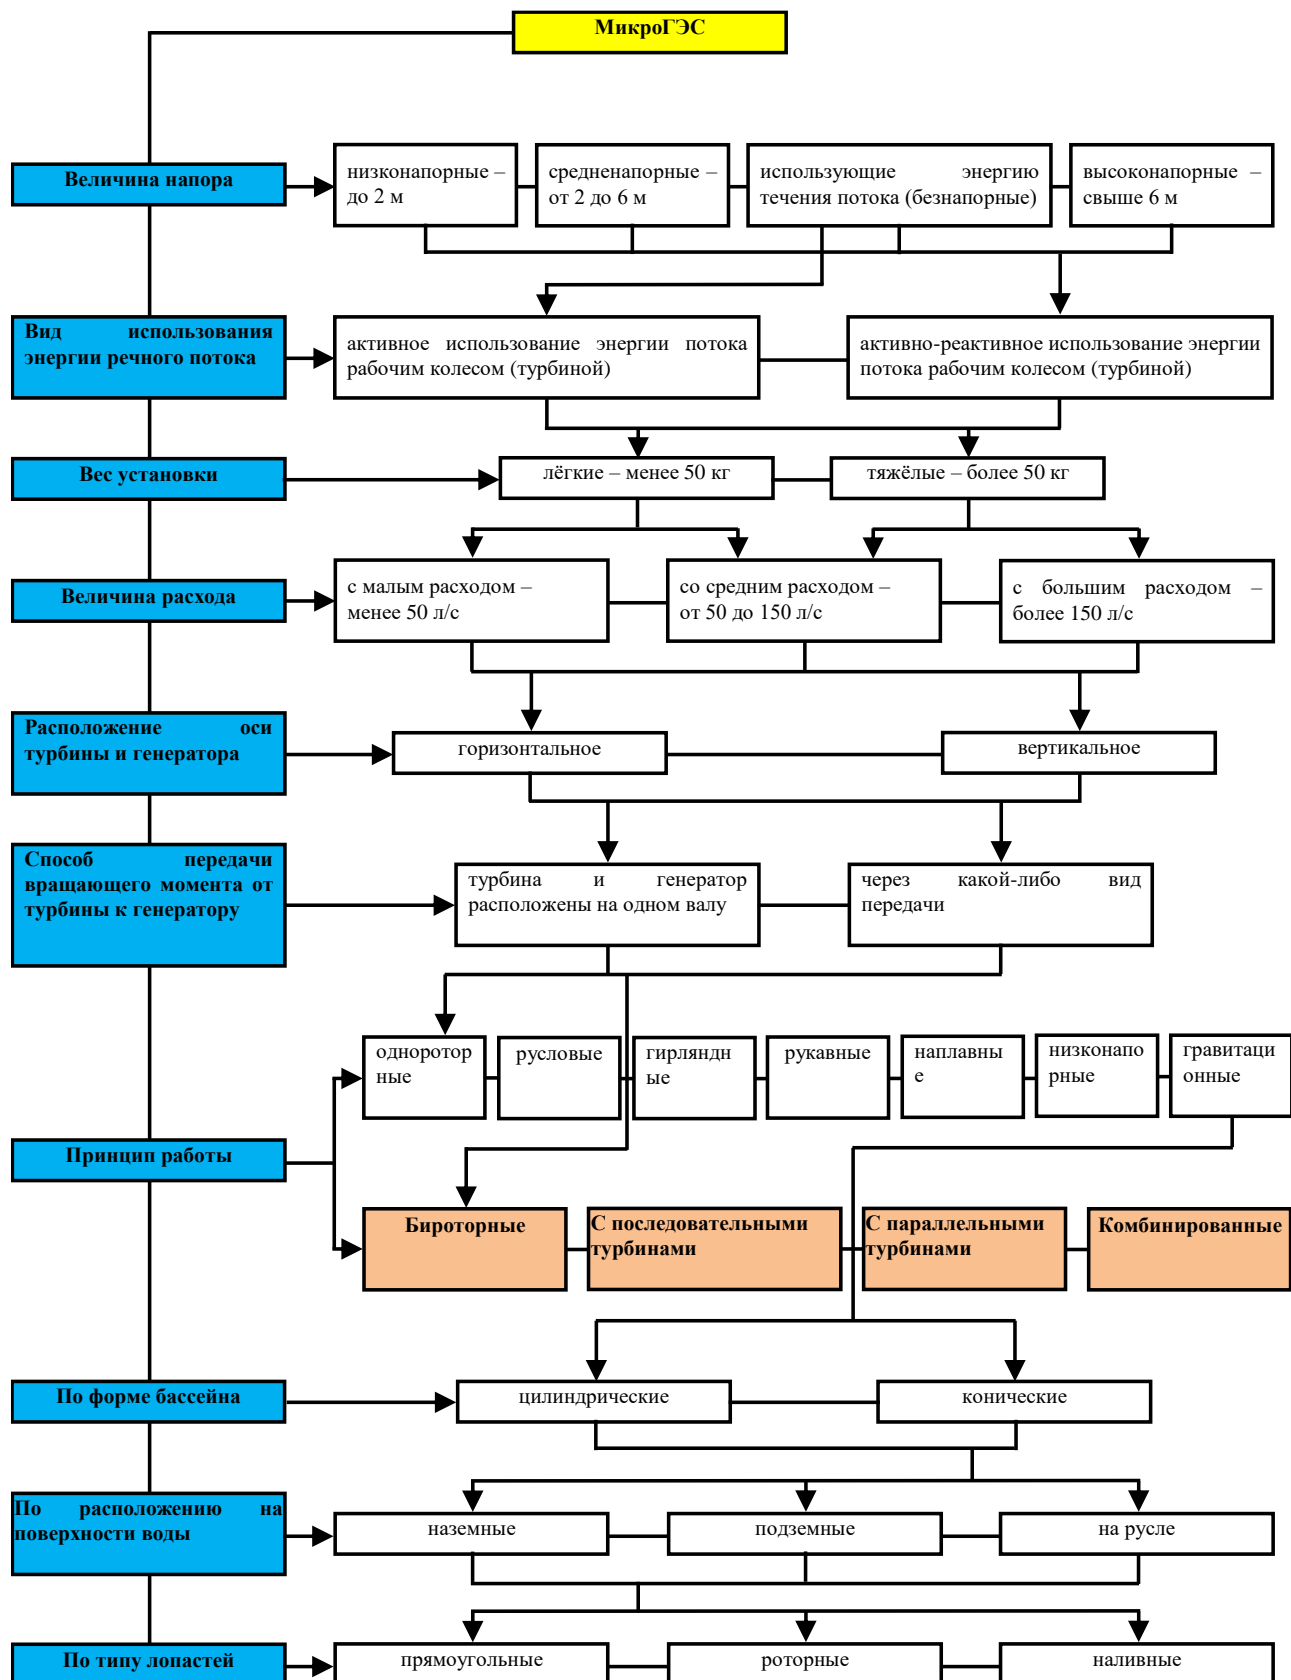 МикроГЭС
Величина напора
низконапорные –
до 2 м
средненапорные –
от 2 до 6 м
использующие энергию
течения потока (безнапорные)
высоконапорные –
свыше 6 м
Вид использования
энергии речного потока
активное использование энергии потока
рабочим колесом (турбиной)
активно-реактивное использование энергии
потока рабочим колесом (турбиной)
Вес установки
лёгкие – менее 50 кг
тяжёлые – более 50 кг
Величина расхода
с малым расходом –
менее 50 л/с
со средним расходом –
от 50 до 150 л/с
с большим расходом –
более 150 л/с
Расположение оси
турбины и генератора
горизонтальное
вертикальное
Способ передачи
вращающего момента от
турбины к генератору
турбина и генератор
расположены на одном валу
через какой-либо вид
передачи
Принцип работы
однороторн
ные
русловые
гирляндн
ые
рукавные
наплавны
е
низконапо
рные
гравитаци
онные
Бироторные
С последовательными
турбинами
С параллельными
турбинами
Комбинированные
По форме бассейна
цилиндрические
конические
По расположению на
поверхности воды
наземные
подземные
на русле
По типу лопастей
прямоугольные
роторные
наливные